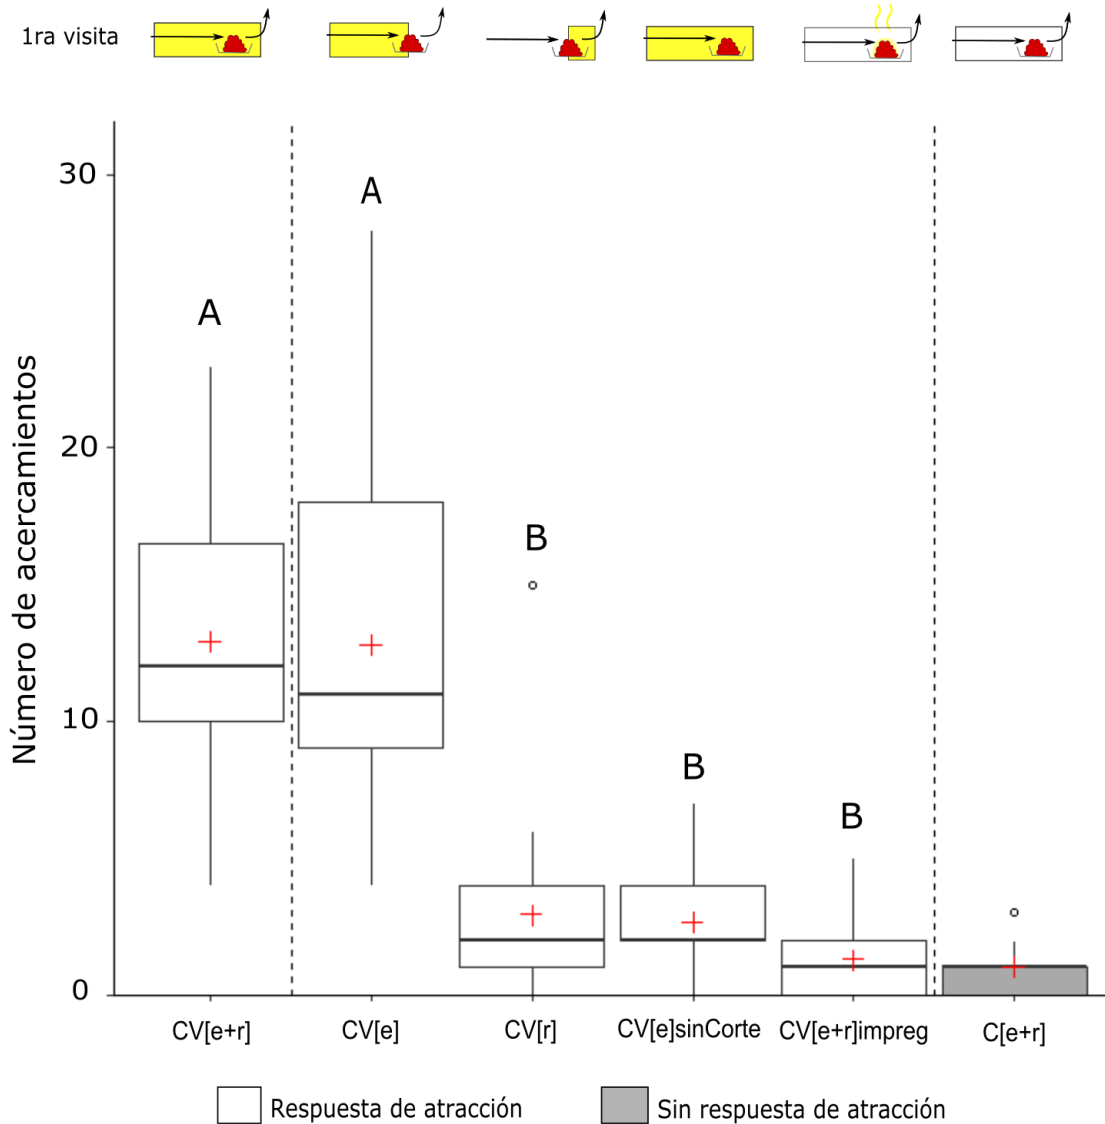 1ra visita
Número de acercamientos
30
20
10
0
A
A
B
B
B
CV[e+r]
CV[e]
CV[r]
CV[e]sinCorte
CV[e+r]impreg
C[e+r]
Respuesta de atracción
Sin respuesta de atracción